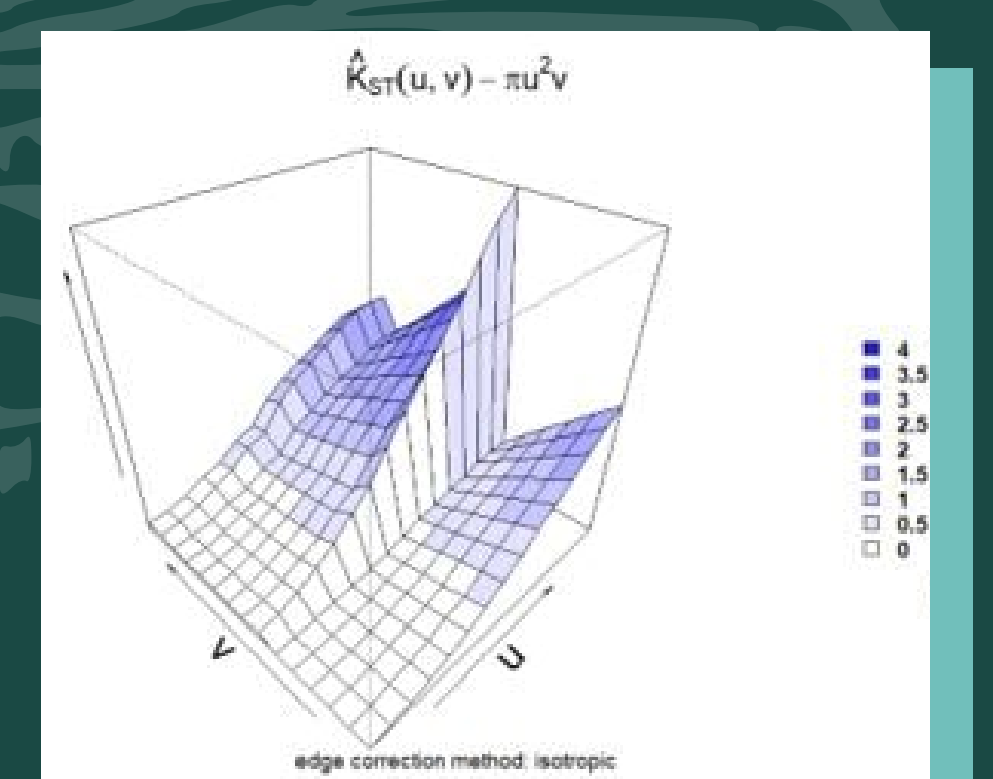 K̂ST(u, v) − πu²v
4
3.5
3
2.5
2
1.5
1
0.5
0
v
u
edge correction method: isotropic